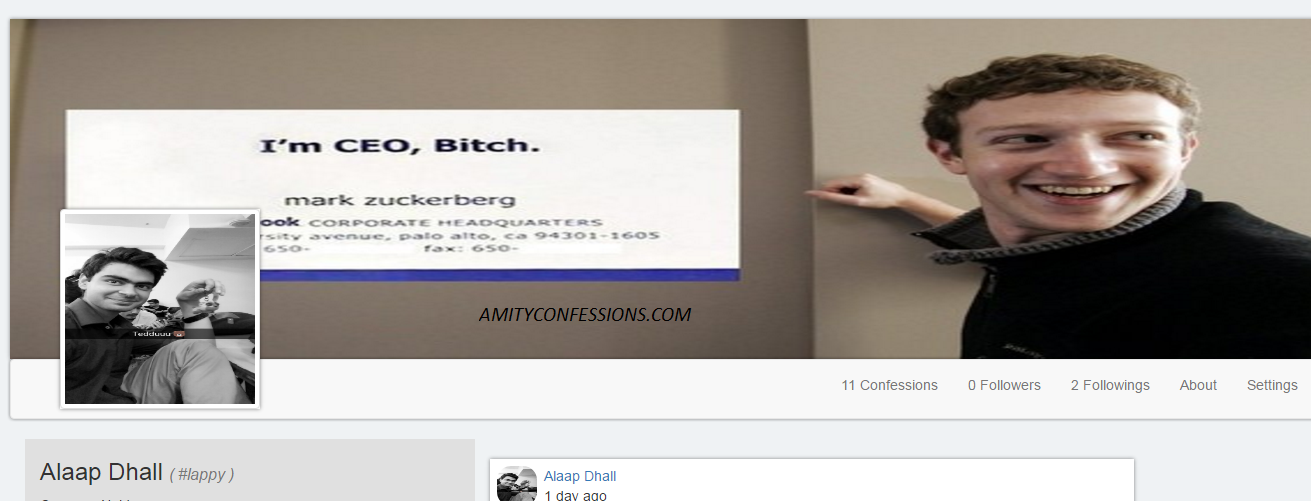 I'm CEO, Bitch.
mark zuckerberg
ook CORPORATE HEADQUARTERS
rsity avenue, palo alto, ca 94301-1605
650- fax: 650-
AMITYCONFESSIONS.COM
Tedduuu
11 Confessions 0 Followers 2 Followings About Settings
Alaap Dhall ( #lappy )
Alaap Dhall
1 day ago